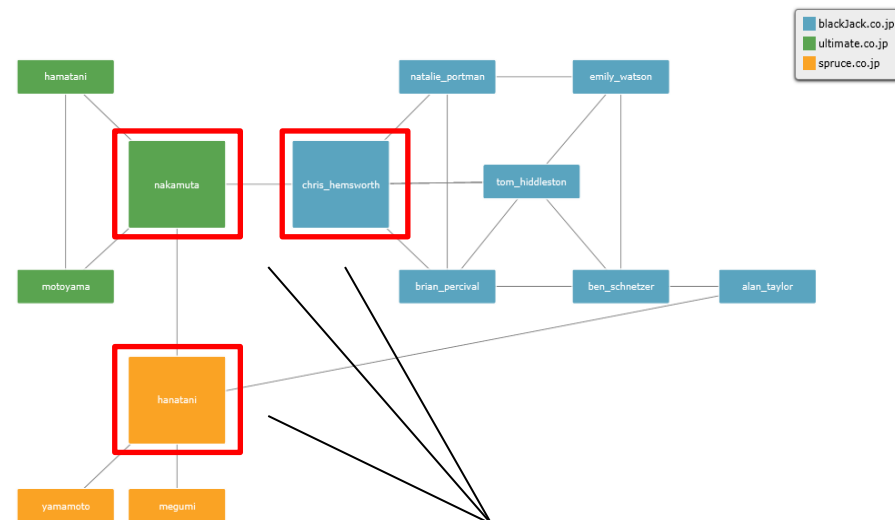 blackJack.co.jp
ultimate.co.jp
spruce.co.jp
hamatani
natalie_portman
emily_watson
nakamuta
chris_hemsworth
tom_hiddleston
motoyama
brian_percival
ben_schnetzer
alan_taylor
hanatani
yamamoto
megumi